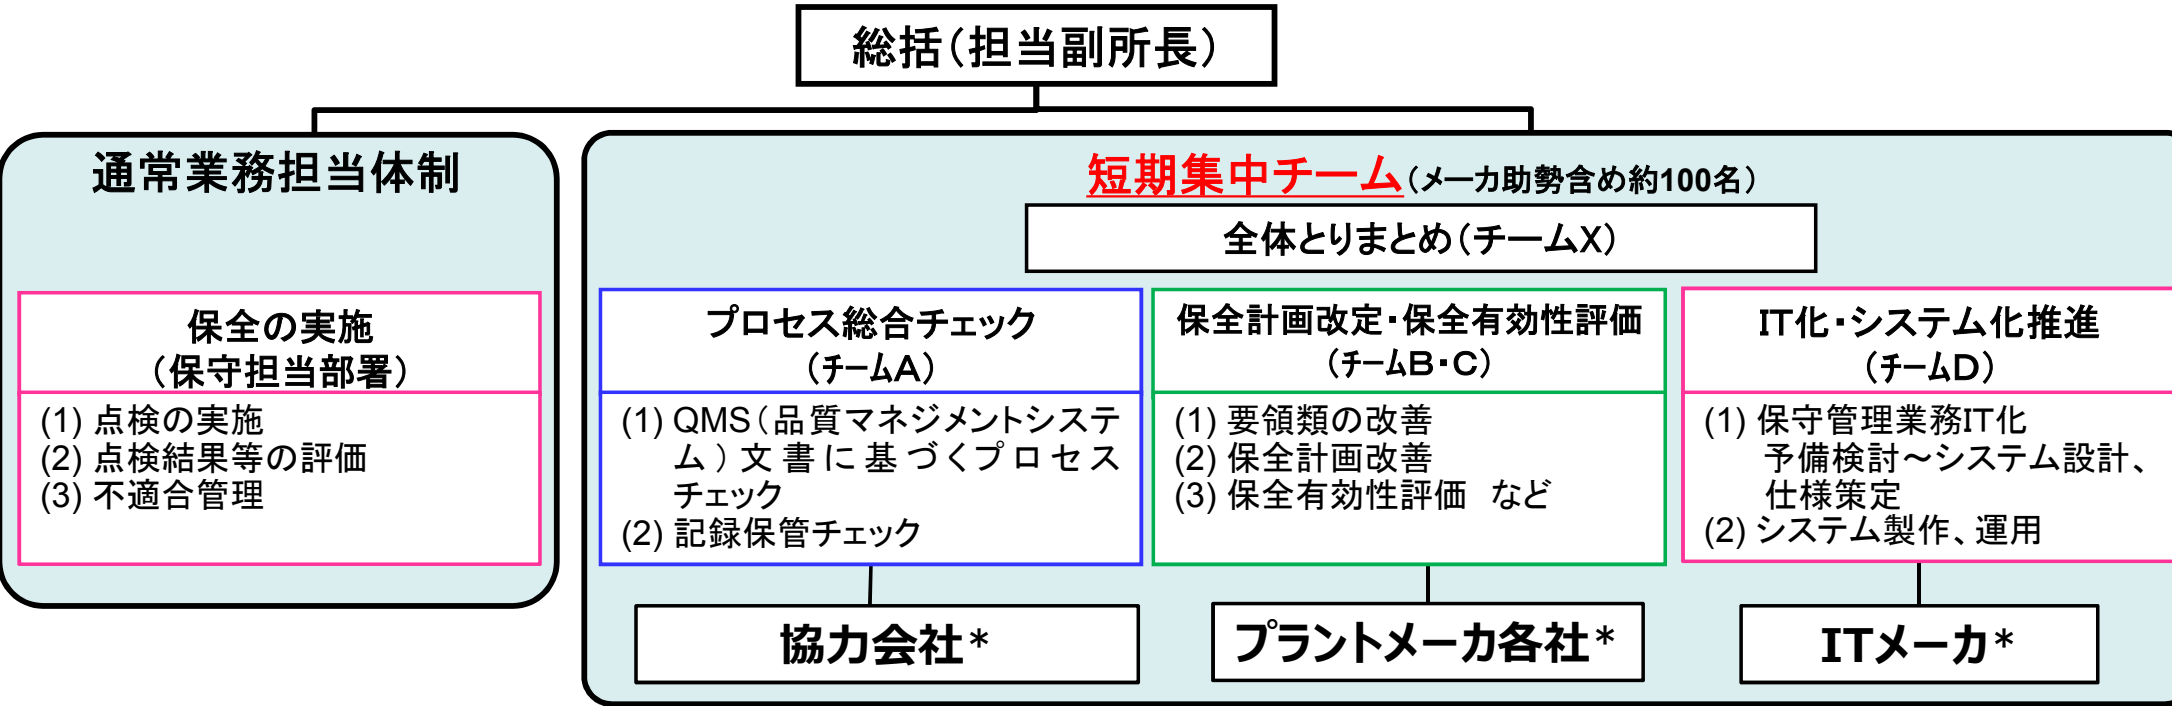 総括（担当副所長）
通常業務担当体制
保全の実施
（保守担当部署）
(1) 点検の実施
(2) 点検結果等の評価
(3) 不適合管理
短期集中チーム（メーカ助勢含め約100名）
全体とりまとめ（チームX）
プロセス総合チェック
（チームA）
(1) QMS（品質マネジメントシステ
ム）文書に基づくプロセス
チェック
(2) 記録保管チェック
協力会社*
保全計画改定・保全有効性評価
（チームB・C）
(1) 要領類の改善
(2) 保全計画改善
(3) 保全有効性評価　など
プラントメーカ各社*
IT化・システム化推進
（チームD）
(1) 保守管理業務IT化
予備検討～システム設計、
仕様策定
(2) システム製作、運用
ITメーカ*